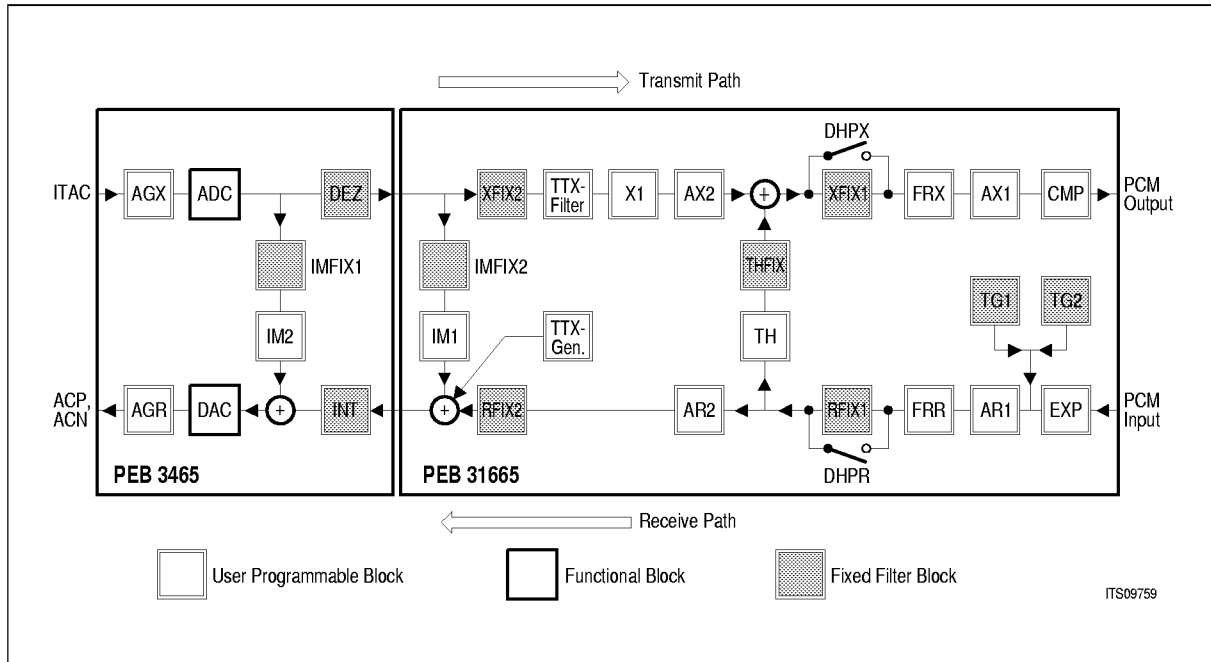 Transmit Path
DHPX
ITAC
AGX
ADC
DEZ
XFIX2
TTX-
Filter
X1
AX2
+
XFIX1
FRX
AX1
CMP
PCM
Output
IMFIX1
IMFIX2
THFIX
TG1
TG2
IM2
IM1
TTX-
Gen.
TH
ACP,
ACN
AGR
DAC
+
INT
+
RFIX2
AR2
RFIX1
FRR
AR1
EXP
PCM
Input
DHPR
PEB 3465
PEB 31665
Receive Path
User Programmable Block
Functional Block
Fixed Filter Block
ITS09759